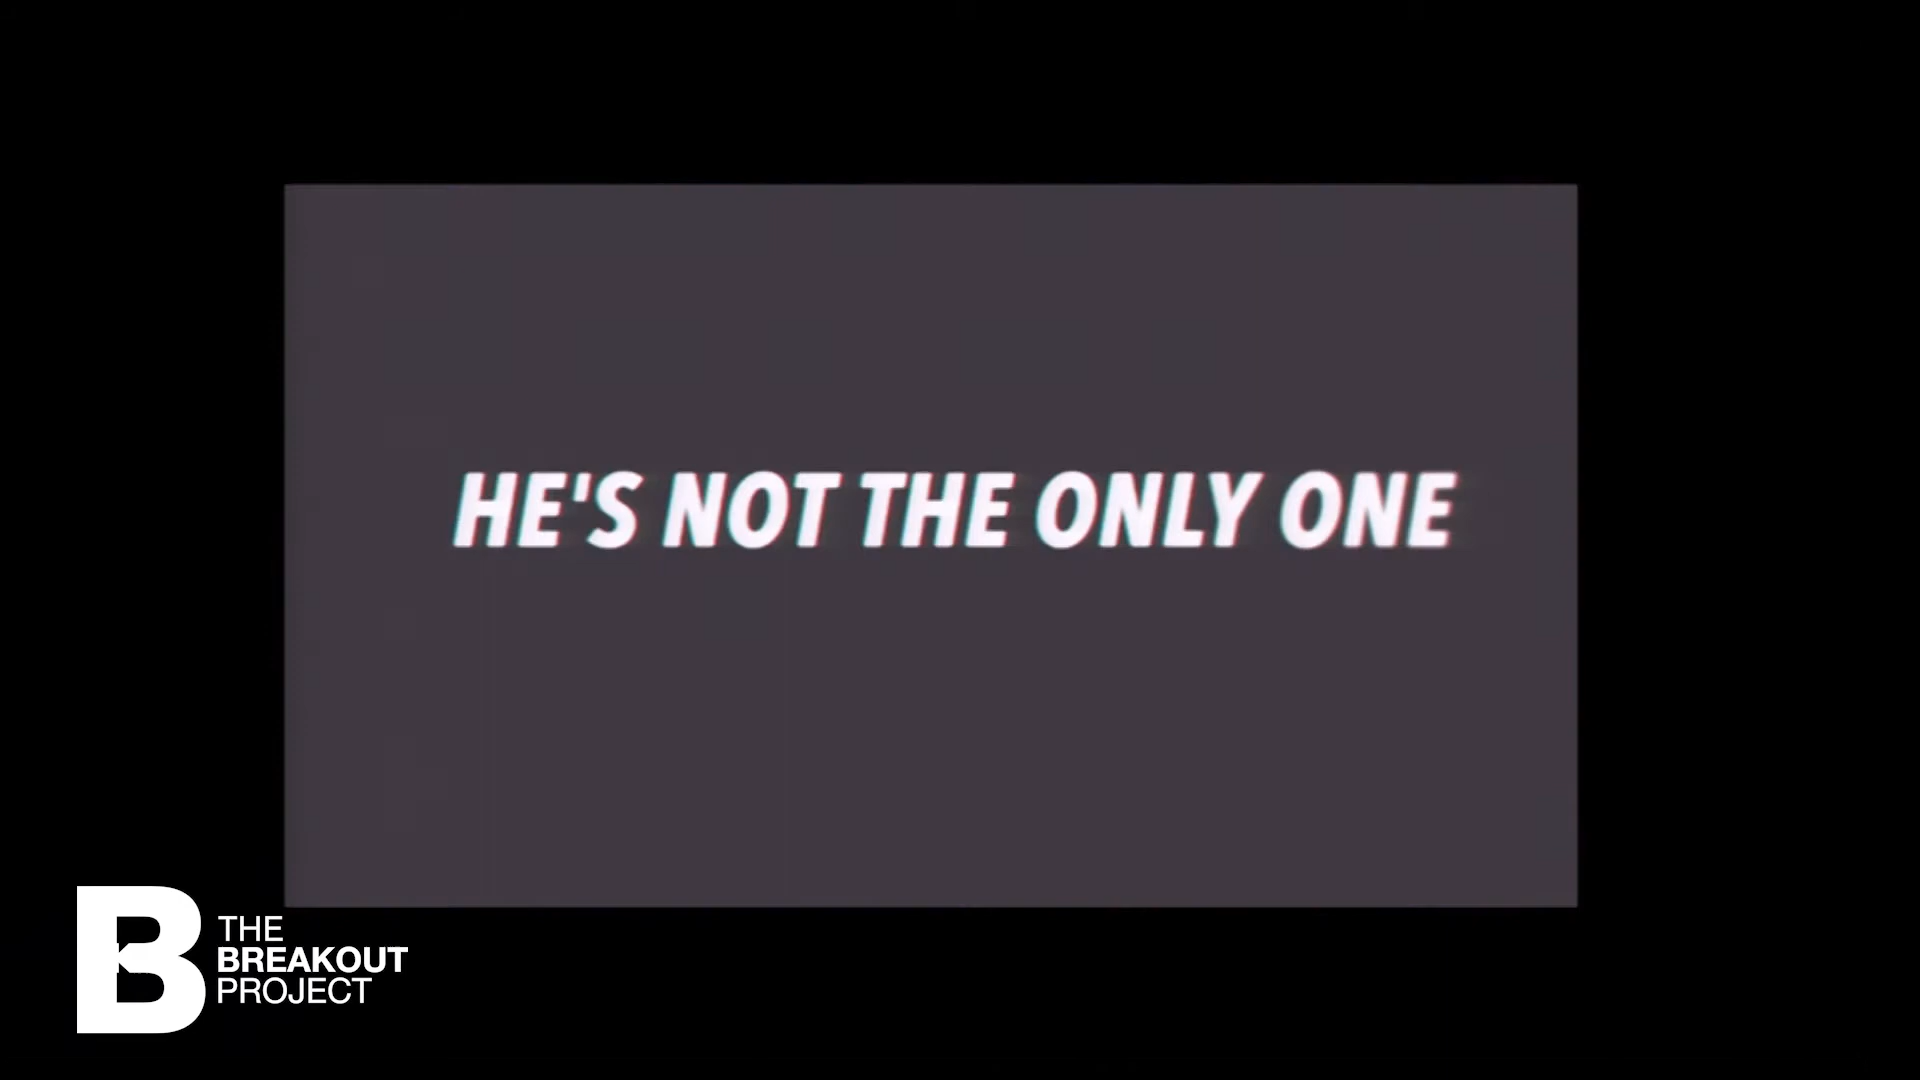 HE'S NOT THE ONLY ONE
B
THE
BREAKOUT
PROJECT